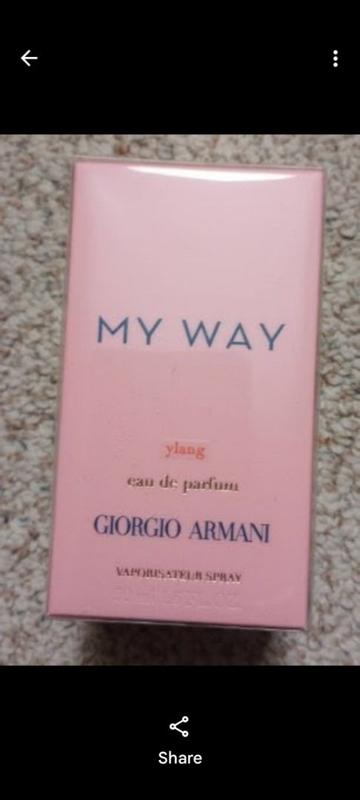 MY WAY
ylang
eau de parfum
GIORGIO ARMANI
VAPORISATEUR SPRAY
Share